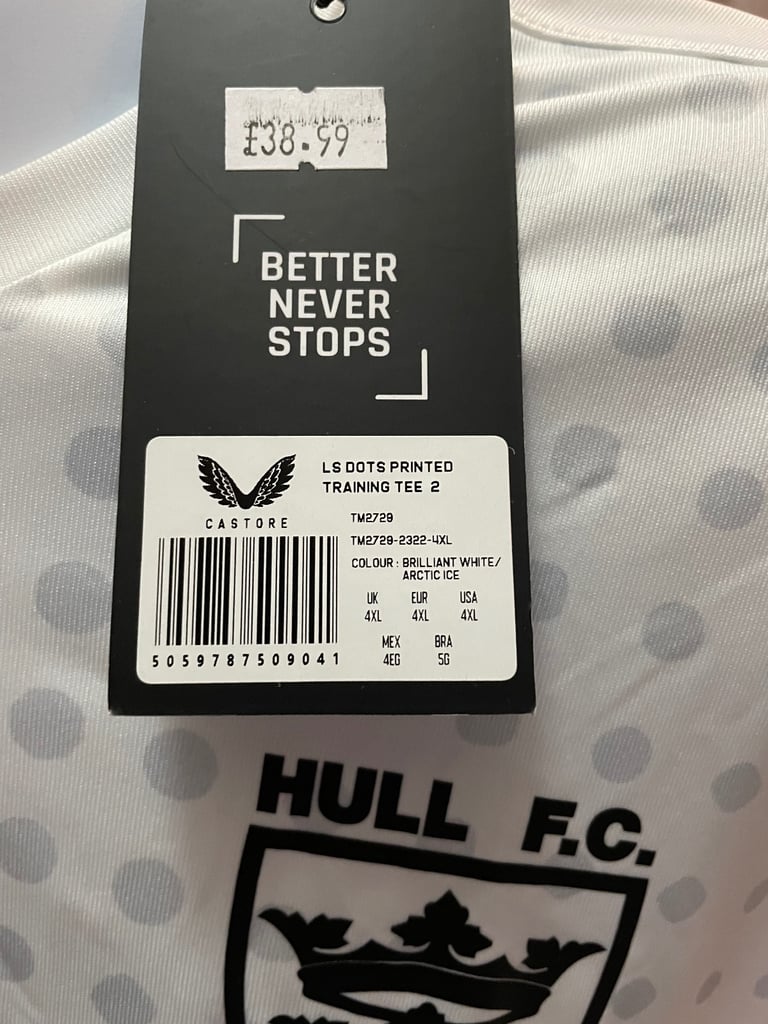 £38.99
BETTER
NEVER
STOPS
CASTORE
LS DOTS PRINTED
TRAINING TEE 2
TM2729
TM2729-2322-4XL
COLOUR : BRILLIANT WHITE/
ARCTIC ICE
UK EUR USA
4XL 4XL 4XL
MEX BRA
4EG 5G
5059787509041
HULL F.C.